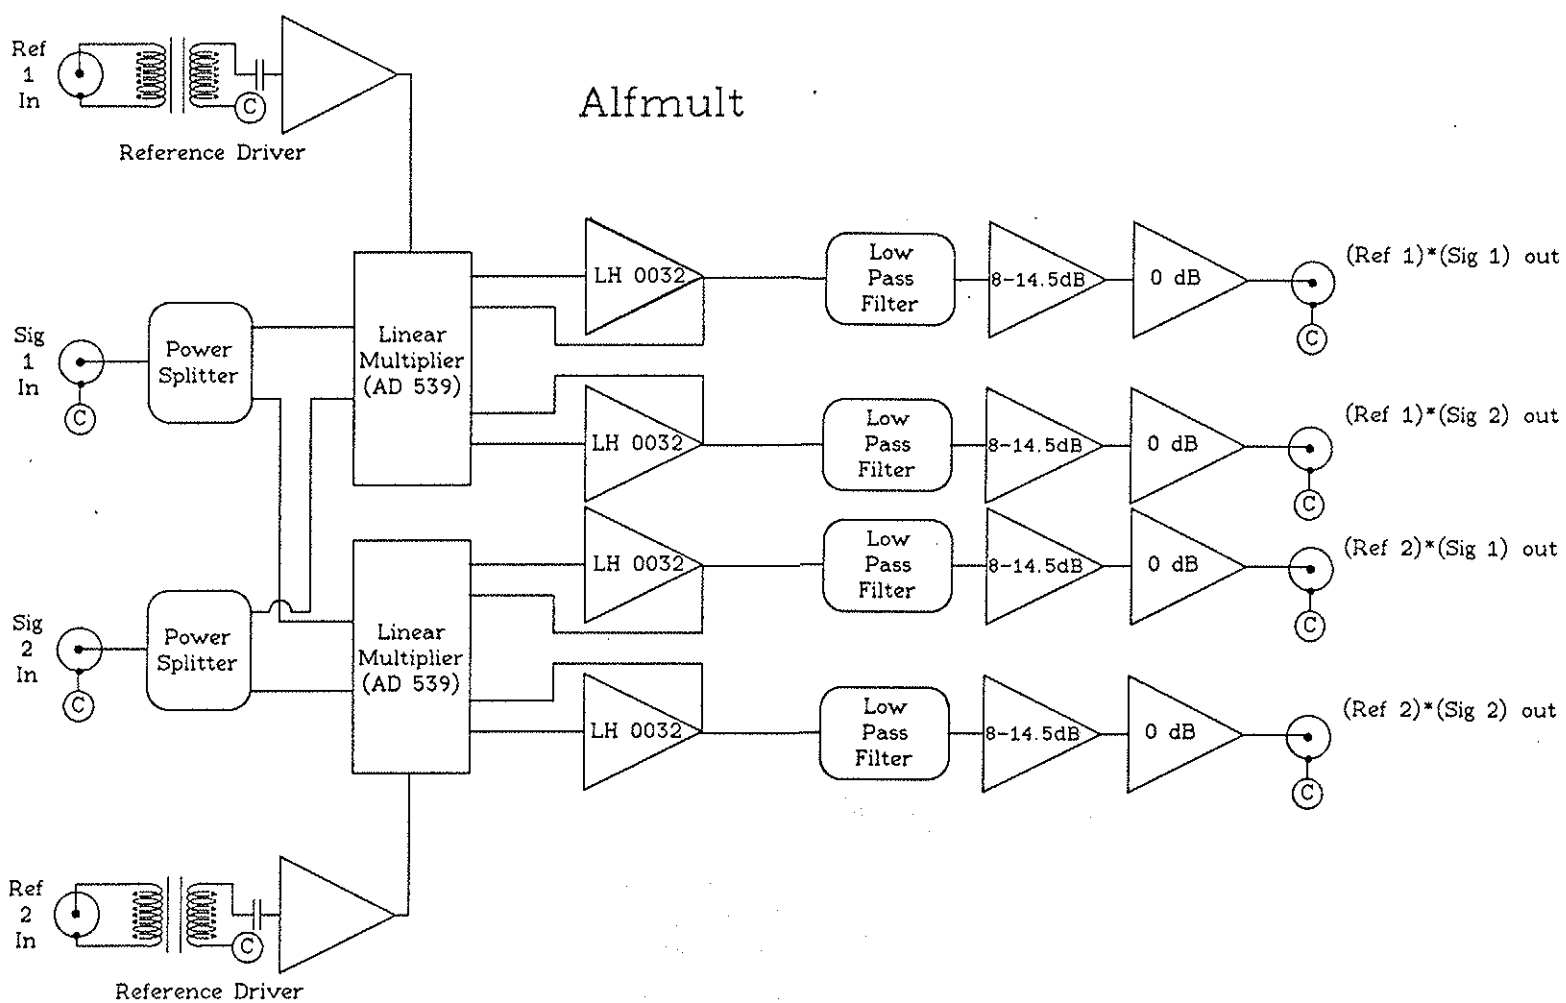 Ref
1
In
C
Reference Driver
Alfmult
Sig
1
In
C
Power
Splitter
Linear
Multiplier
(AD 539)
LH 0032
Low
Pass
Filter
8-14.5dB
0 dB
(Ref 1)*(Sig 1) out
C
LH 0032
Low
Pass
Filter
8-14.5dB
0 dB
(Ref 1)*(Sig 2) out
C
Sig
2
In
C
Power
Splitter
Linear
Multiplier
(AD 539)
LH 0032
Low
Pass
Filter
8-14.5dB
0 dB
(Ref 2)*(Sig 1) out
C
LH 0032
Low
Pass
Filter
8-14.5dB
0 dB
(Ref 2)*(Sig 2) out
C
Ref
2
In
C
Reference Driver